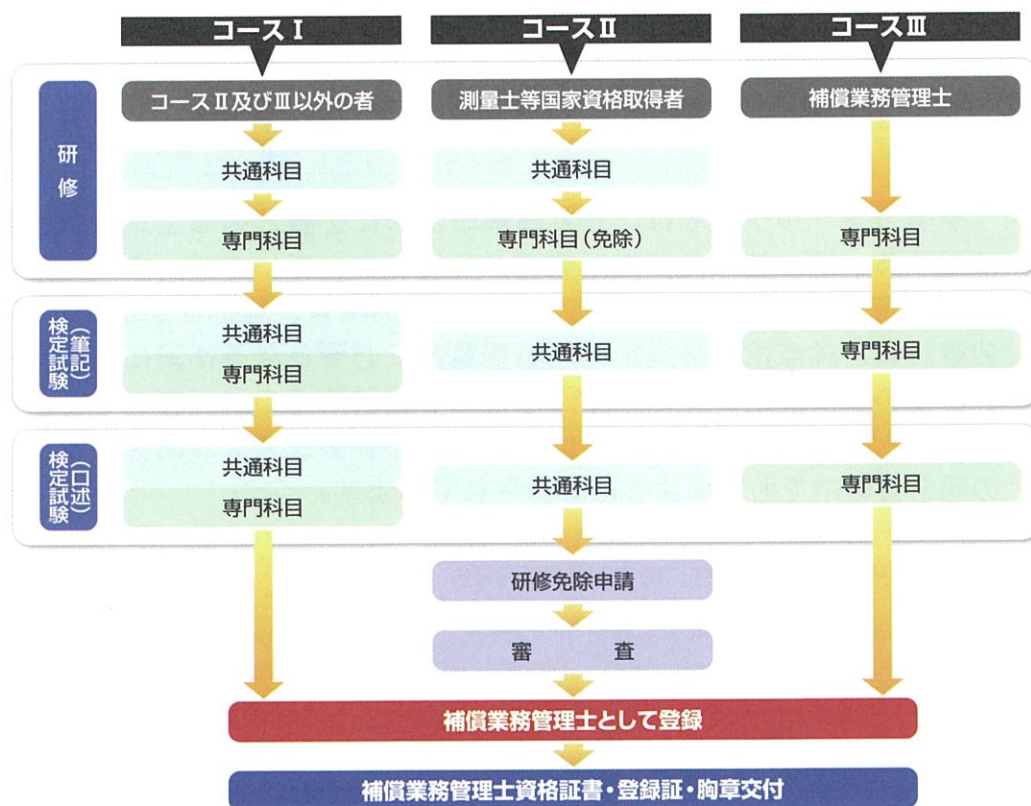 コースⅠ
コースⅡ
コースⅢ
研修
コースⅡ及びⅢ以外の者
測量士等国家資格取得者
補償業務管理士
共通科目
共通科目
専門科目
専門科目(免除)
専門科目
検定試験
(筆記)
共通科目
専門科目
共通科目
専門科目
検定試験
(口述)
共通科目
専門科目
共通科目
専門科目
研修免除申請
審 査
補償業務管理士として登録
補償業務管理士資格証書・登録証・胸章交付